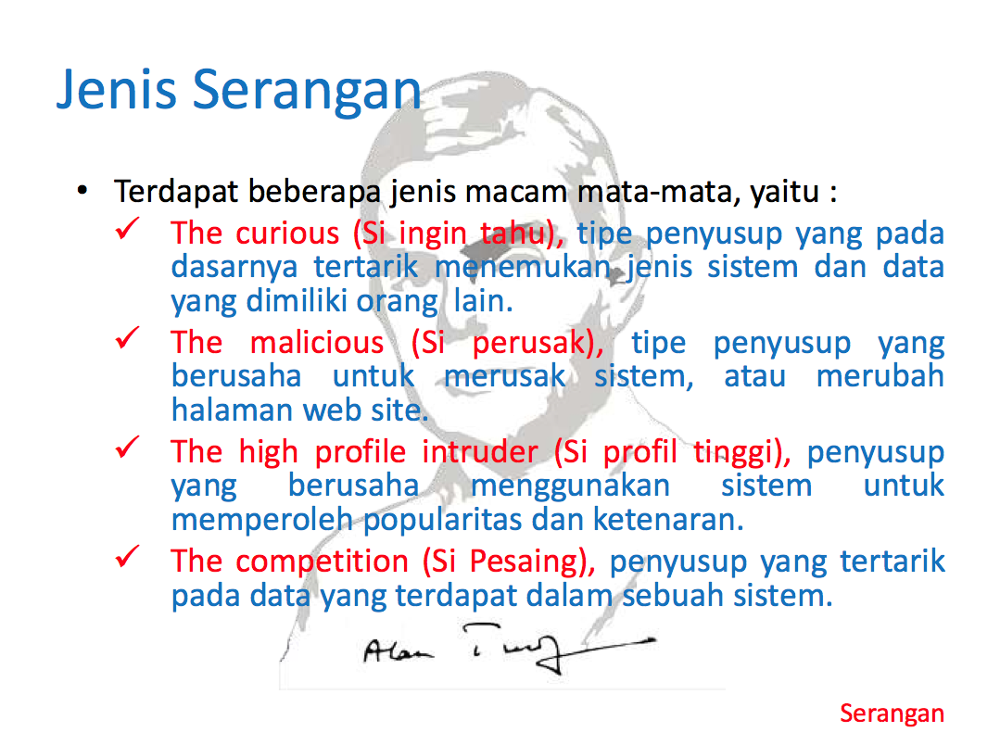 Jenis Serangan
• Terdapat beberapa jenis macam mata-mata, yaitu :
✓ The curious (Si ingin tahu), tipe penyusup yang pada
dasarnya tertarik menemukan jenis sistem dan data
yang dimiliki orang lain.
✓ The malicious (Si perusak), tipe penyusup yang
berusaha untuk merusak sistem, atau merubah
halaman web site.
✓ The high profile intruder (Si profil tinggi), penyusup
yang berusaha menggunakan sistem untuk
memperoleh popularitas dan ketenaran.
✓ The competition (Si Pesaing), penyusup yang tertarik
pada data yang terdapat dalam sebuah sistem.
Alan Turing
Serangan